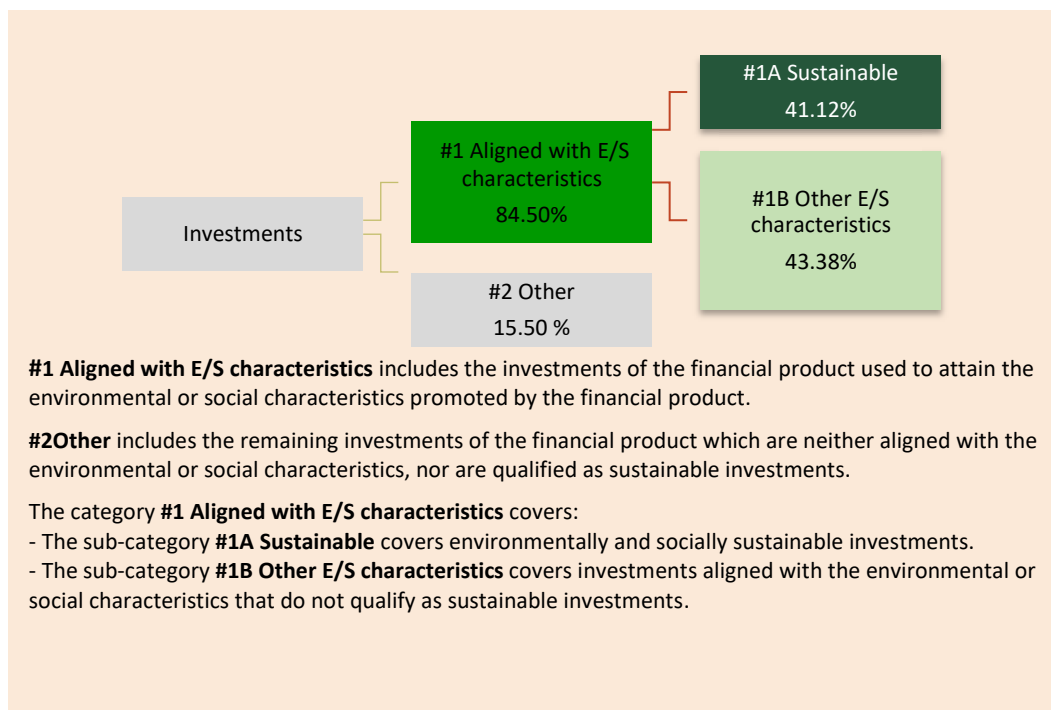 #1A Sustainable
41.12%
#1 Aligned with E/S
characteristics
84.50%
#1B Other E/S
characteristics
43.38%
Investments
#2 Other
15.50 %
#1 Aligned with E/S characteristics includes the investments of the financial product used to attain the
environmental or social characteristics promoted by the financial product.
#2Other includes the remaining investments of the financial product which are neither aligned with the
environmental or social characteristics, nor are qualified as sustainable investments.
The category #1 Aligned with E/S characteristics covers:
- The sub-category #1A Sustainable covers environmentally and socially sustainable investments.
- The sub-category #1B Other E/S characteristics covers investments aligned with the environmental or
social characteristics that do not qualify as sustainable investments.